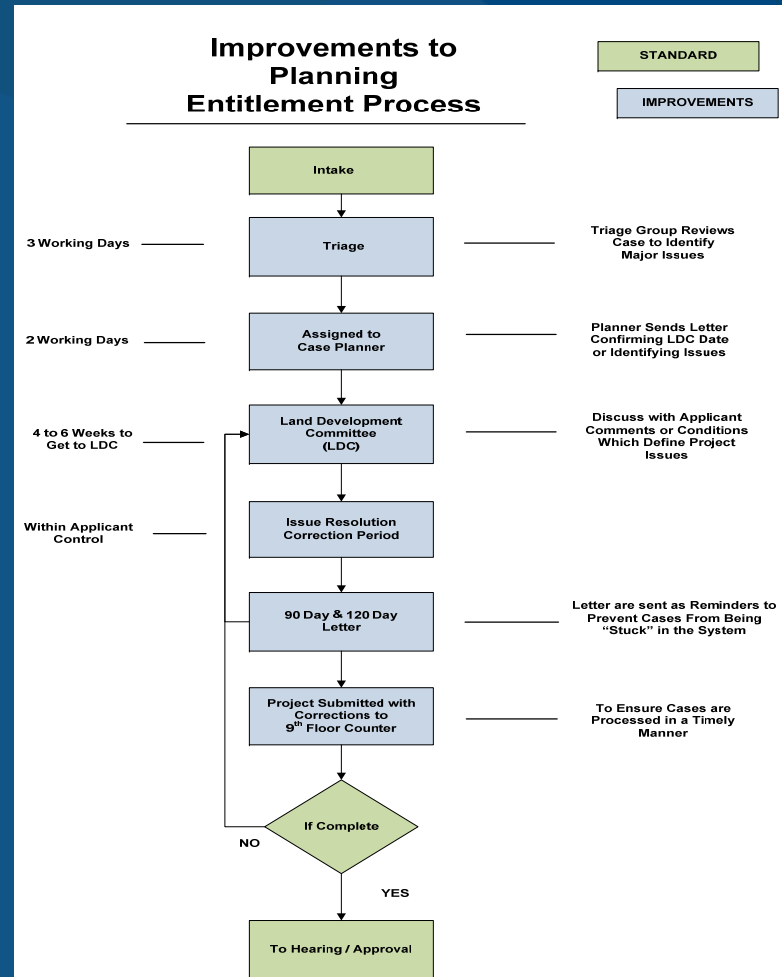 Improvements to
Planning
Entitlement Process
STANDARD
IMPROVEMENTS
Intake
3 Working Days
Triage
Triage Group Reviews
Case to Identify
Major Issues
2 Working Days
Assigned to
Case Planner
Planner Sends Letter
Confirming LDC Date
or Identifying Issues
4 to 6 Weeks to
Get to LDC
Land Development
Committee
(LDC)
Discuss with Applicant
Comments or Conditions
Which Define Project
Issues
Within Applicant
Control
Issue Resolution
Correction Period
90 Day & 120 Day
Letter
Letter are sent as Reminders to
Prevent Cases From Being
“Stuck” in the System
Project Submitted with
Corrections to
9th Floor Counter
To Ensure Cases are
Processed in a Timely
Manner
If Complete
NO
YES
To Hearing / Approval